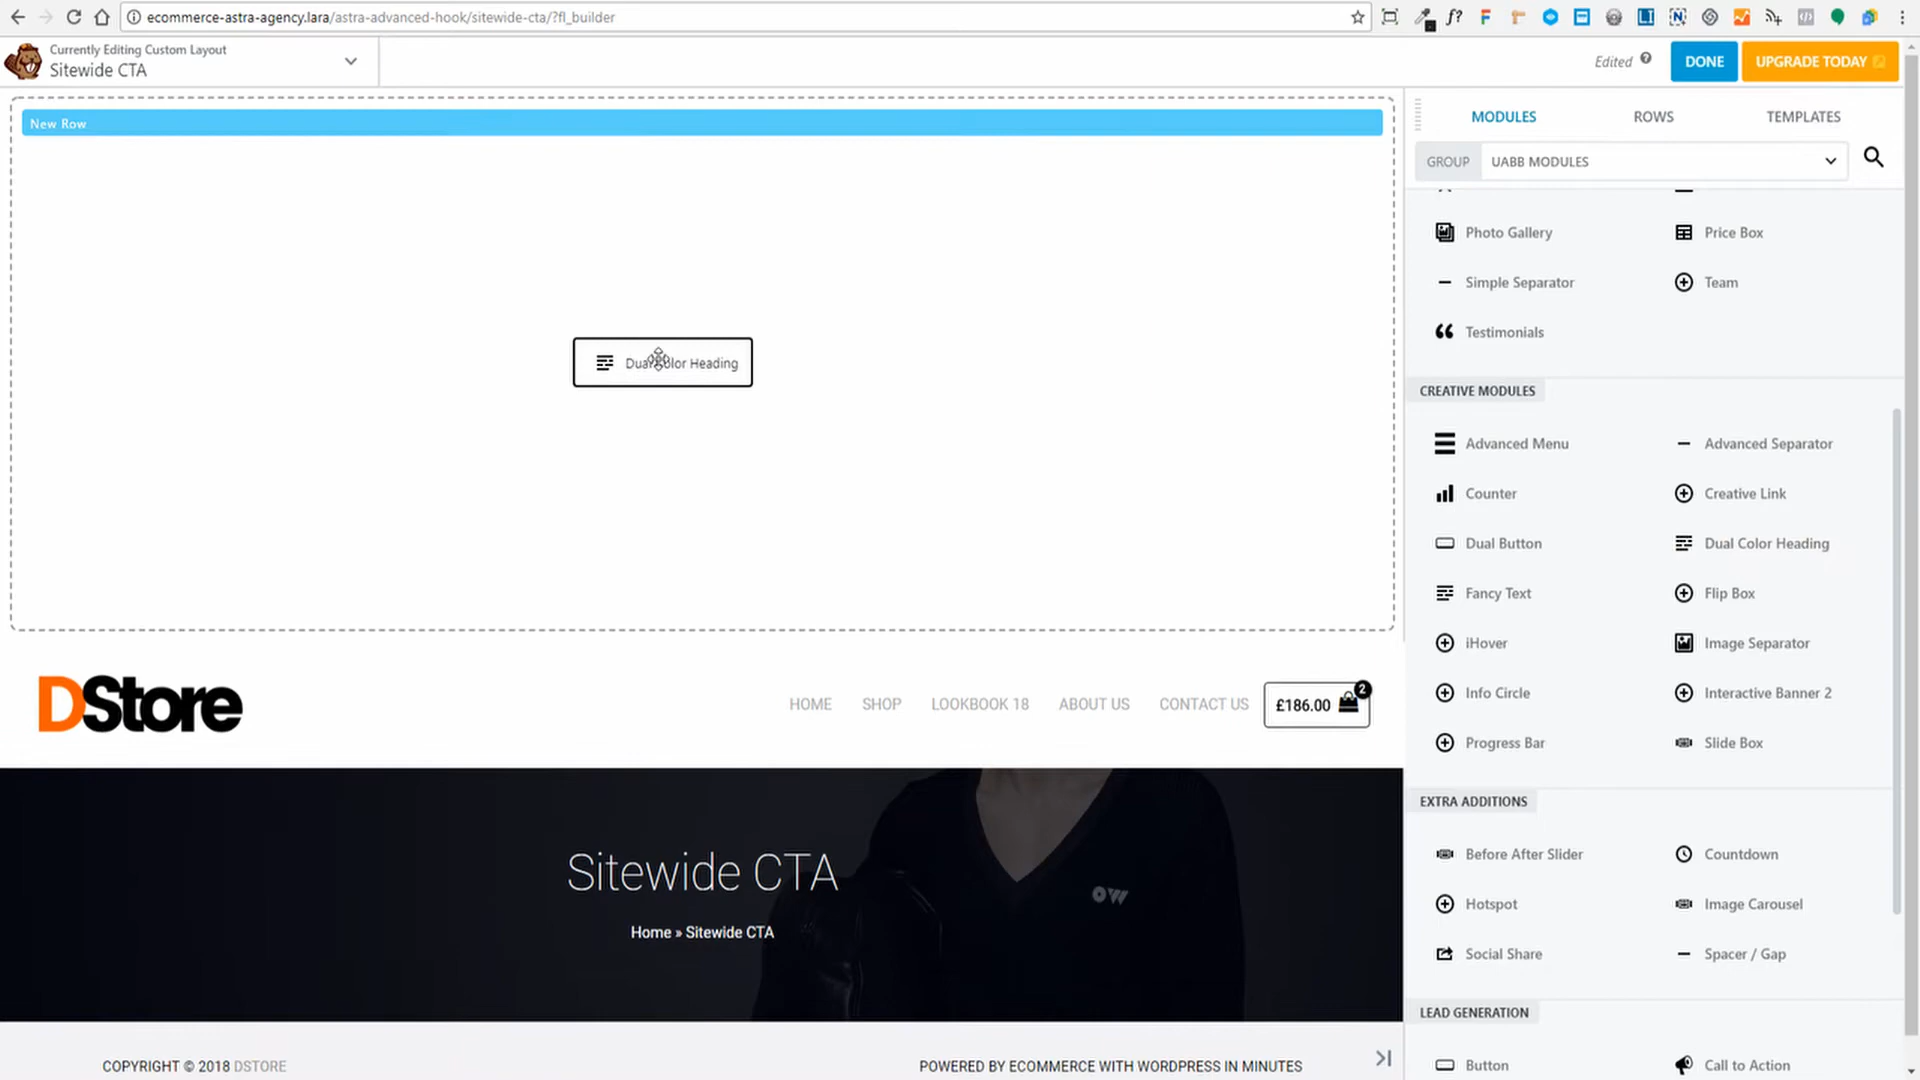 ecommerce-astra-agency.lara/astra-advanced-hook/sitewide-cta/?fl_builder
Currently Editing Custom Layout
Sitewide CTA
Edited
DONE
UPGRADE TODAY
New Row
MODULES
ROWS
TEMPLATES
GROUP
UABB MODULES
Photo Gallery
Price Box
Simple Separator
Team
Testimonials
Dual Color Heading
CREATIVE MODULES
Advanced Menu
Advanced Separator
Counter
Creative Link
Dual Button
Dual Color Heading
Fancy Text
Flip Box
iHover
Image Separator
Info Circle
Interactive Banner 2
Progress Bar
Slide Box
EXTRA ADDITIONS
Before After Slider
Countdown
Hotspot
Image Carousel
Social Share
Spacer / Gap
LEAD GENERATION
Button
Call to Action
DStore
HOME
SHOP
LOOKBOOK 18
ABOUT US
CONTACT US
£186.00
2
Sitewide CTA
OW
Home » Sitewide CTA
COPYRIGHT © 2018 DSTORE
POWERED BY ECOMMERCE WITH WORDPRESS IN MINUTES